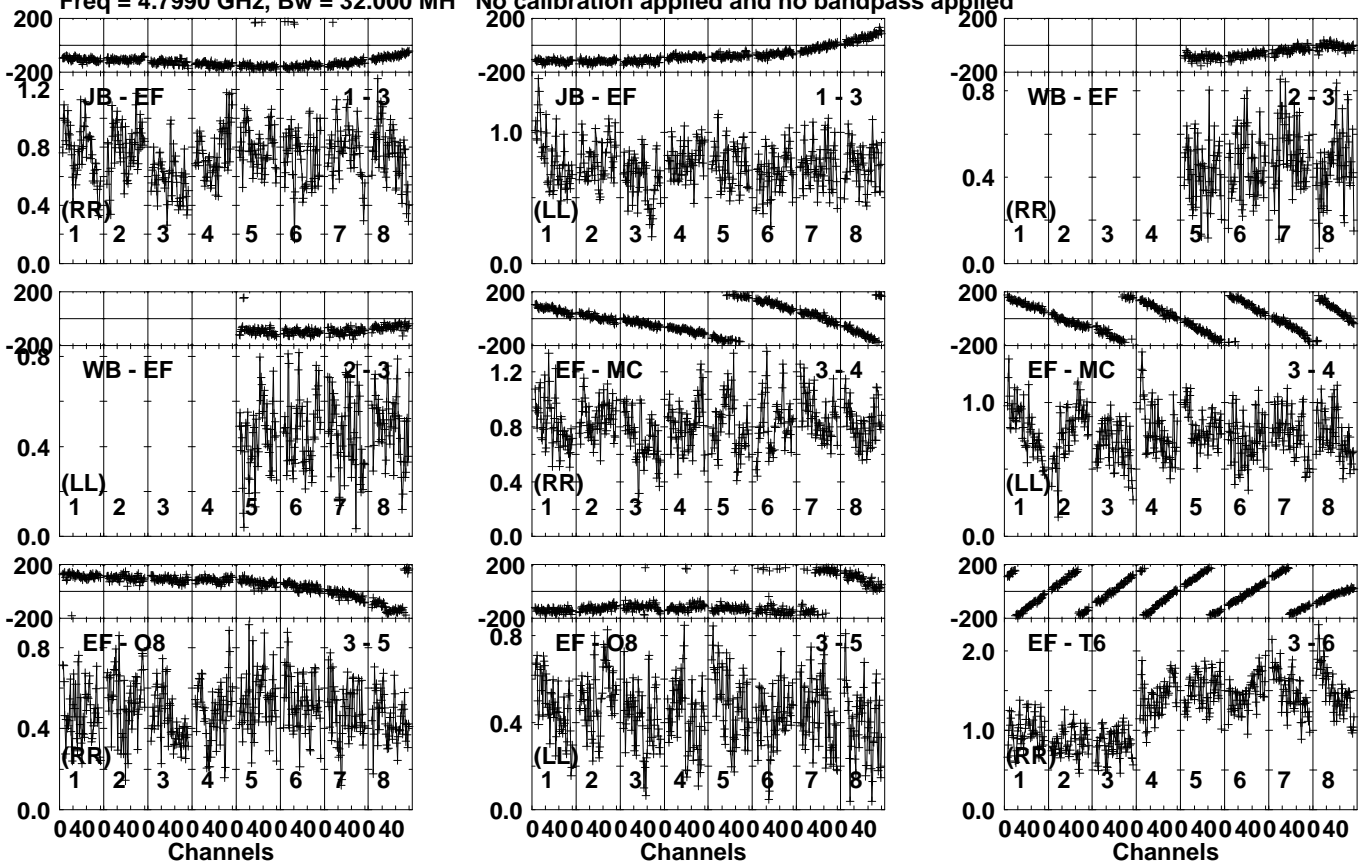 Freq = 4.7990 GHz, Bw = 32.000 MH No calibration applied and no bandpass applied
200 200 200
-200 -200 -200
1.2 JB - EF 1 - 3 JB - EF 1 - 3 0.8 WB - EF 2 - 3
0.8 1.0 0.4
0.4 (RR) (LL) (RR)
1 2 3 4 5 6 7 8 1 2 3 4 5 6 7 8 1 2 3 4 5 6 7 8
0.0 0.0 0.0
200 200 200
-200 -200 -200
0.8 WB - EF 2 - 3 1.2 EF - MC 3 - 4 EF - MC 3 - 4
0.4 0.8 1.0
(LL) 0.4 (RR) (LL)
1 2 3 4 5 6 7 8 1 2 3 4 5 6 7 8 1 2 3 4 5 6 7 8
0.0 0.0 0.0
200 200 200
-200 -200 -200
0.8 EF - O8 3 - 5 0.8 EF - O8 3 - 5 2.0 EF - T6 3 - 6
0.4 0.4 1.0
(RR) (LL) (RR)
1 2 3 4 5 6 7 8 1 2 3 4 5 6 7 8 1 2 3 4 5 6 7 8
0.0 0.0 0.0
0 40 0 40 0 40 0 40 0 40 0 40 0 40 0 40 0 40 0 40 0 40 0 40 0 40 0 40 0 40 0 40 0 40 0 40 0 40 0 40 0 40 0 40 0 40 0 40
Channels Channels